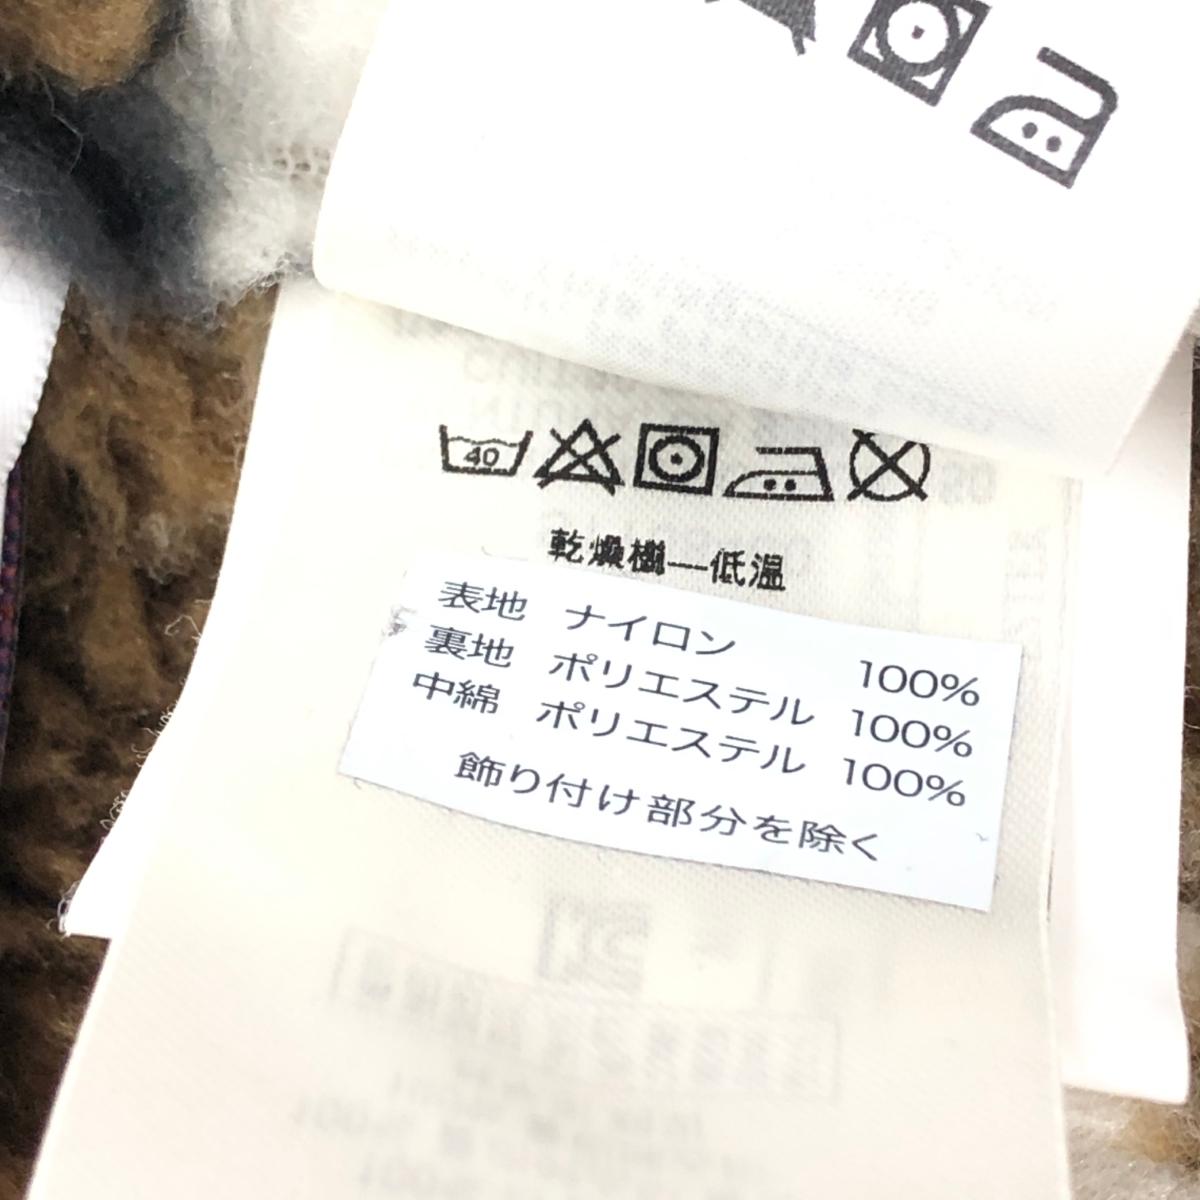 40
乾燥機—低温
表地 ナイロン 100%
裏地 ポリエステル 100%
中綿 ポリエステル 100%
飾り付け部分を除く